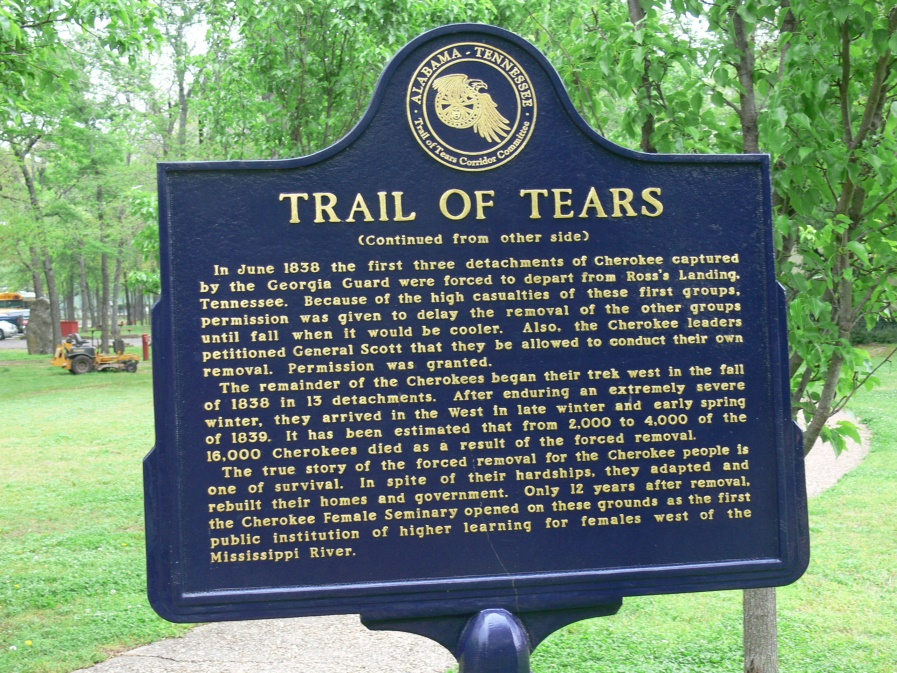 ALABAMA - TENNESSEE
Trail of Tears Corridor Committee
TRAIL OF TEARS
(Continued from other side)
In June 1838 the first three detachments of Cherokee captured
by the Georgia Guard were forced to depart from Ross's Landing,
Tennessee. Because of the high casualties of these first groups,
permission was given to delay the removal of the other groups
until fall when it would be cooler. Also, the Cherokee leaders
petitioned General Scott that they be allowed to conduct their own
removal. Permission was granted.
The remainder of the Cherokees began their trek west in the fall
of 1838 in 13 detachments. After enduring an extremely severe
winter, they arrived in the West in late winter and early spring
of 1839. It has been estimated that from 2,000 to 4,000 of the
16,000 Cherokees died as a result of the forced removal.
The true story of the forced removal for the Cherokee people is
one of survival. In spite of their hardships, they adapted and
rebuilt their homes and government. Only 12 years after removal,
the Cherokee Female Seminary opened on these grounds as the first
public institution of higher learning for females west of the
Mississippi River.